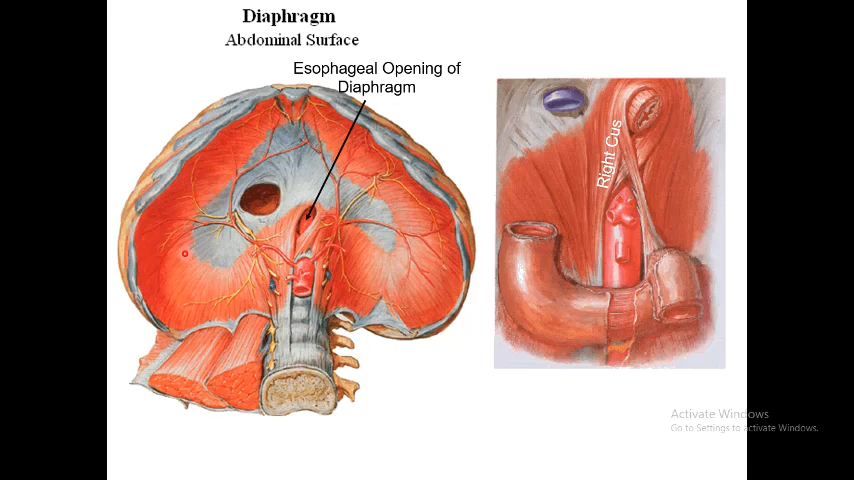 Diaphragm
Abdominal Surface
Esophageal Opening of
Diaphragm
Right Cus
Activate Windows
Go to Settings to activate Windows.